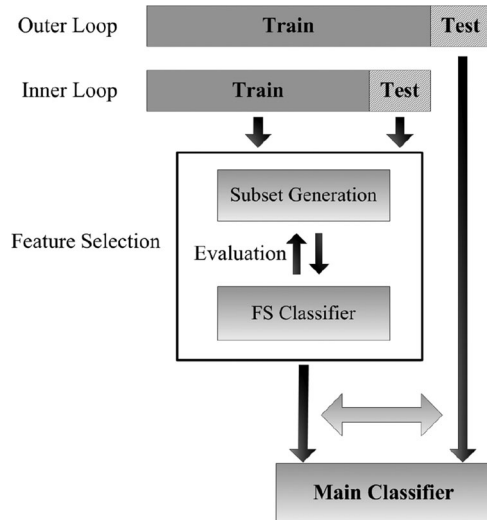 Outer Loop Train Test
Inner Loop Train Test
Subset Generation
Feature Selection
Evaluation
FS Classifier
Main Classifier